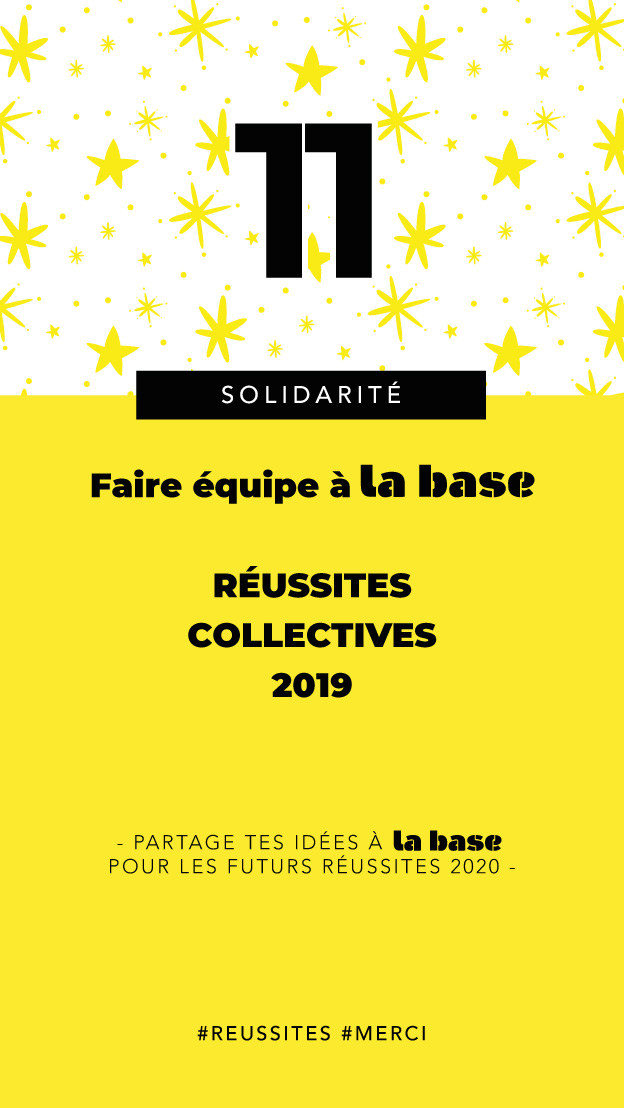 11
SOLIDARITÉ
Faire équipe à la base
RÉUSSITES
COLLECTIVES
2019
- PARTAGE TES IDÉES À la base
POUR LES FUTURS RÉUSSITES 2020 -
#REUSSITES #MERCI